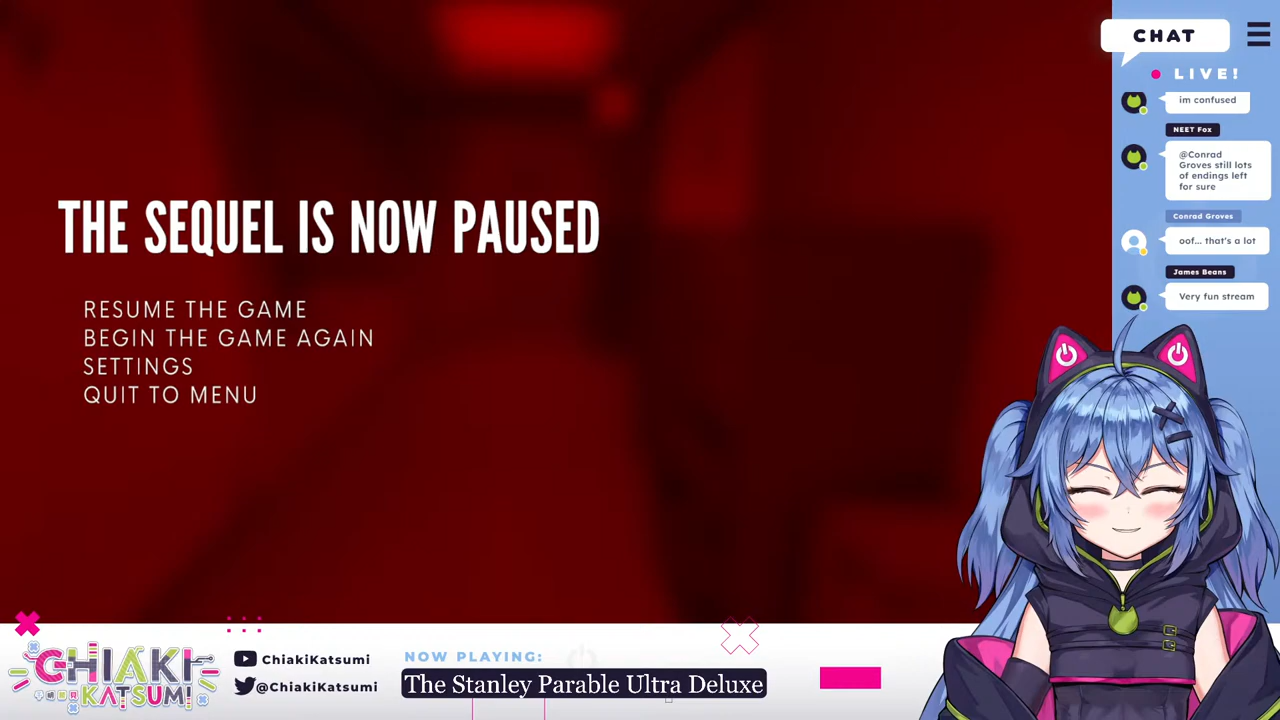 THE SEQUEL IS NOW PAUSED
RESUME THE GAME
BEGIN THE GAME AGAIN
SETTINGS
QUIT TO MENU
CHAT
LIVE!
im confused
NEET Fox
@Conrad
Groves still lots
of endings left
for sure
Conrad Groves
oof... that's a lot
James Beans
Very fun stream
CHIAKI
KATSUMI
ChiakiKatsumi
@ChiakiKatsumi
NOW PLAYING:
The Stanley Parable Ultra Deluxe